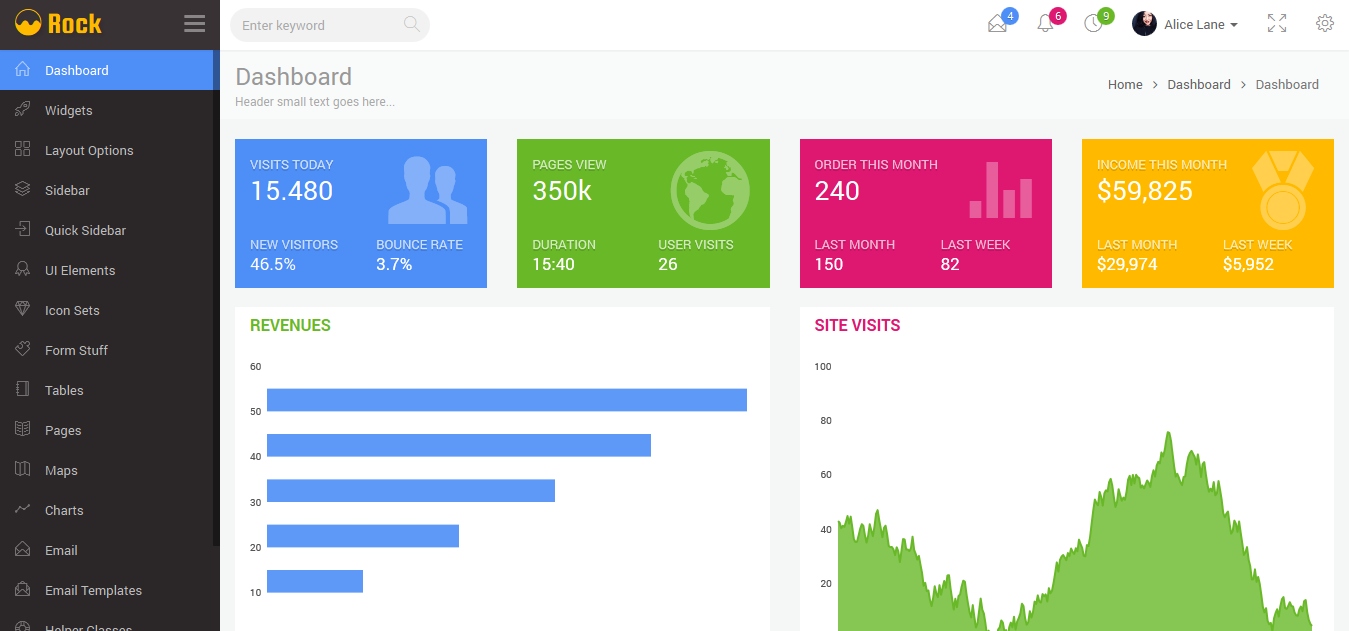 Rock
Enter keyword
4
6
9
Alice Lane
Dashboard
Widgets
Layout Options
Sidebar
Quick Sidebar
UI Elements
Icon Sets
Form Stuff
Tables
Pages
Maps
Charts
Email
Email Templates
Helper Classes
Dashboard
Header small text goes here...
Home > Dashboard > Dashboard
VISITS TODAY
15.480
NEW VISITORS BOUNCE RATE
46.5% 3.7%
PAGES VIEW
350k
DURATION USER VISITS
15:40 26
ORDER THIS MONTH
240
LAST MONTH LAST WEEK
150 82
INCOME THIS MONTH
$59,825
LAST MONTH LAST WEEK
$29,974 $5,952
REVENUES
60
50
40
30
20
10
SITE VISITS
100
80
60
40
20